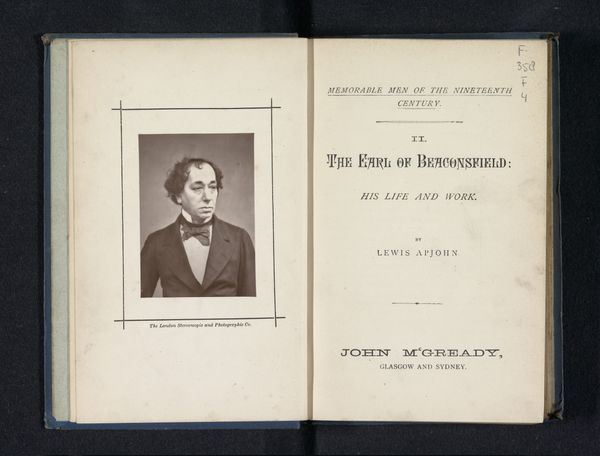 The London Stereoscopic and Photographic Co.
F.
358
F
4
MEMORABLE MEN OF THE NINETEENTH
CENTURY.
II.
THE EARL OF BEACONSFIELD:
HIS LIFE AND WORK.
BY
LEWIS APJOHN
JOHN McGREADY,
GLASGOW AND SYDNEY.